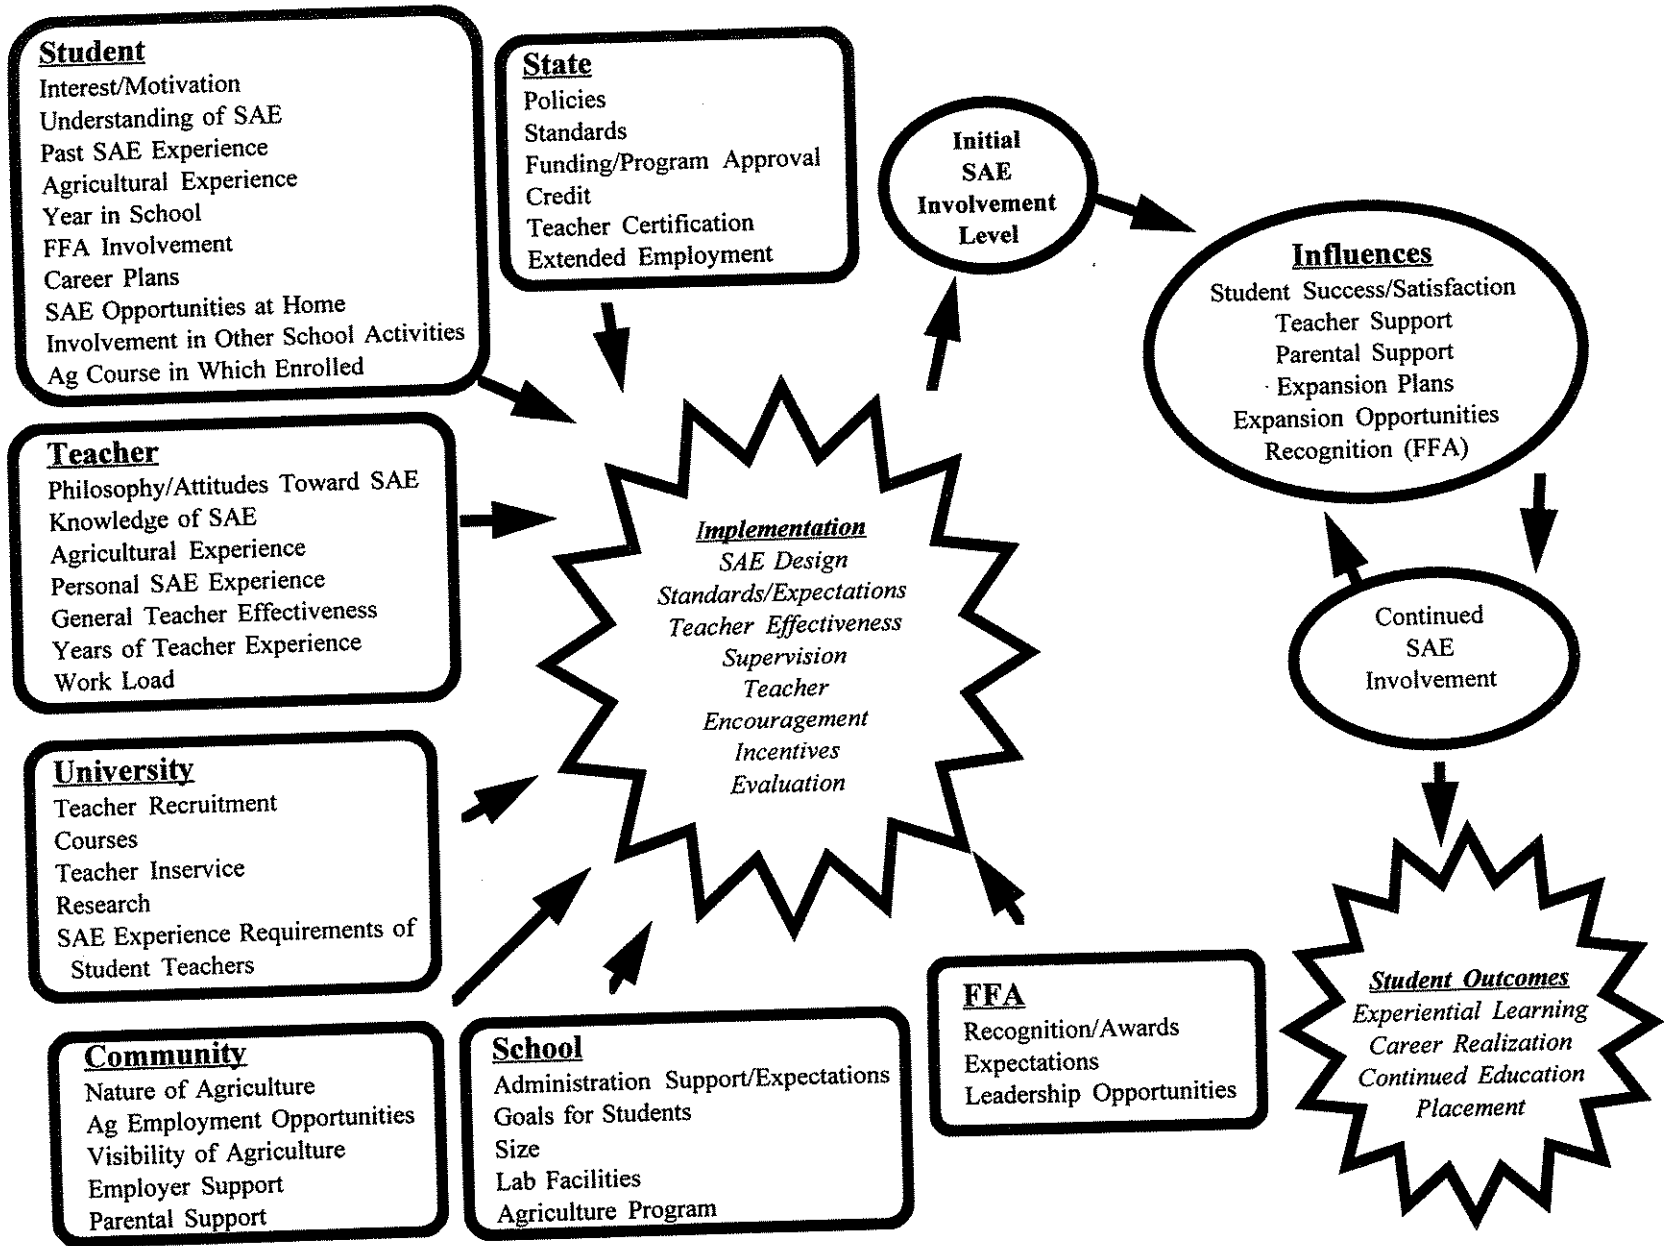 Student
Interest/Motivation
Understanding of SAE
Past SAE Experience
Agricultural Experience
Year in School
FFA Involvement
Career Plans
SAE Opportunities at Home
Involvement in Other School Activities
Ag Course in Which Enrolled
State
Policies
Standards
Funding/Program Approval
Credit
Teacher Certification
Extended Employment
Initial
SAE
Involvement
Level
Influences
Student Success/Satisfaction
Teacher Support
Parental Support
Expansion Plans
Expansion Opportunities
Recognition (FFA)
Teacher
Philosophy/Attitudes Toward SAE
Knowledge of SAE
Agricultural Experience
Personal SAE Experience
General Teacher Effectiveness
Years of Teacher Experience
Work Load
Implementation
SAE Design
Standards/Expectations
Teacher Effectiveness
Supervision
Teacher
Encouragement
Incentives
Evaluation
Continued
SAE
Involvement
University
Teacher Recruitment
Courses
Teacher Inservice
Research
SAE Experience Requirements of
Student Teachers
Community
Nature of Agriculture
Ag Employment Opportunities
Visibility of Agriculture
Employer Support
Parental Support
School
Administration Support/Expectations
Goals for Students
Size
Lab Facilities
Agriculture Program
FFA
Recognition/Awards
Expectations
Leadership Opportunities
Student Outcomes
Experiential Learning
Career Realization
Continued Education
Placement